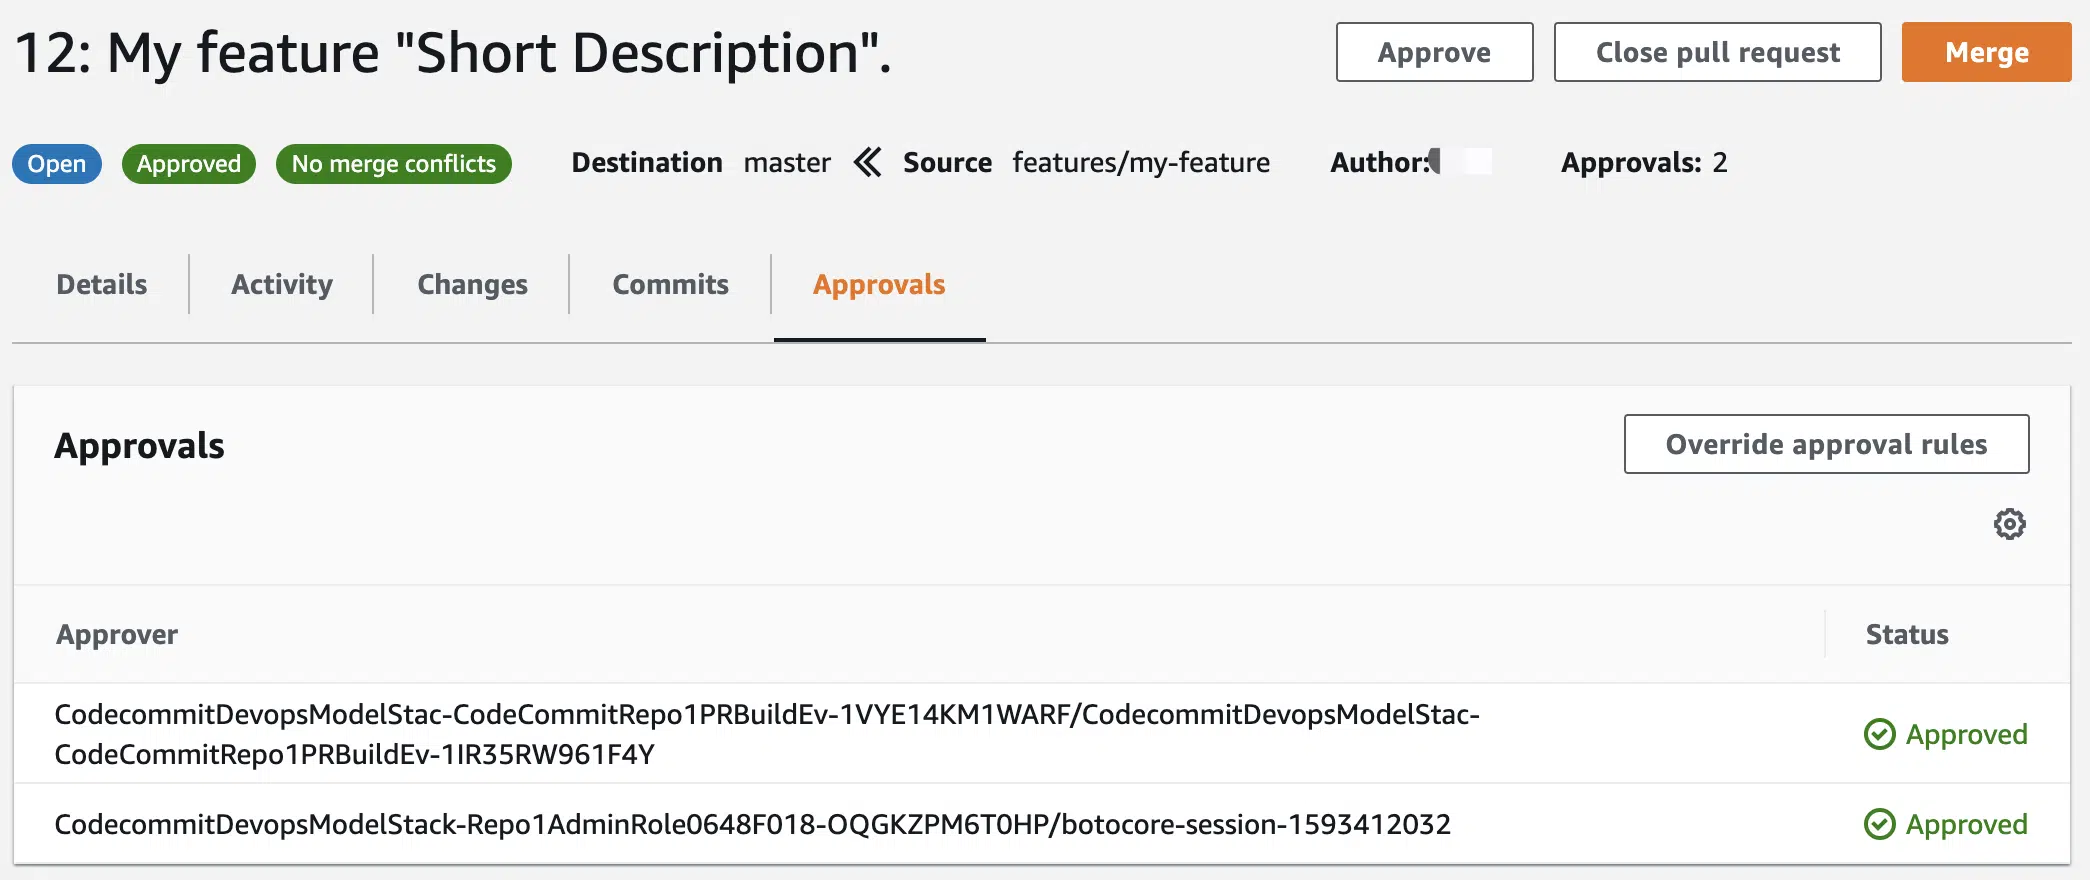 12: My feature "Short Description".
Approve Close pull request Merge
Open Approved No merge conflicts Destination master Source features/my-feature Author: Approvals: 2
Details Activity Changes Commits Approvals
Approvals
Override approval rules
Approver Status
CodecommitDevopsModelStac-CodeCommitRepo1PRBuildEv-1VYE14KM1WARF/CodecommitDevopsModelStac-
CodeCommitRepo1PRBuildEv-1IR35RW961F4Y
Approved
CodecommitDevopsModelStack-Repo1AdminRole0648F018-OQGKZPM6T0HP/botocore-session-1593412032 Approved